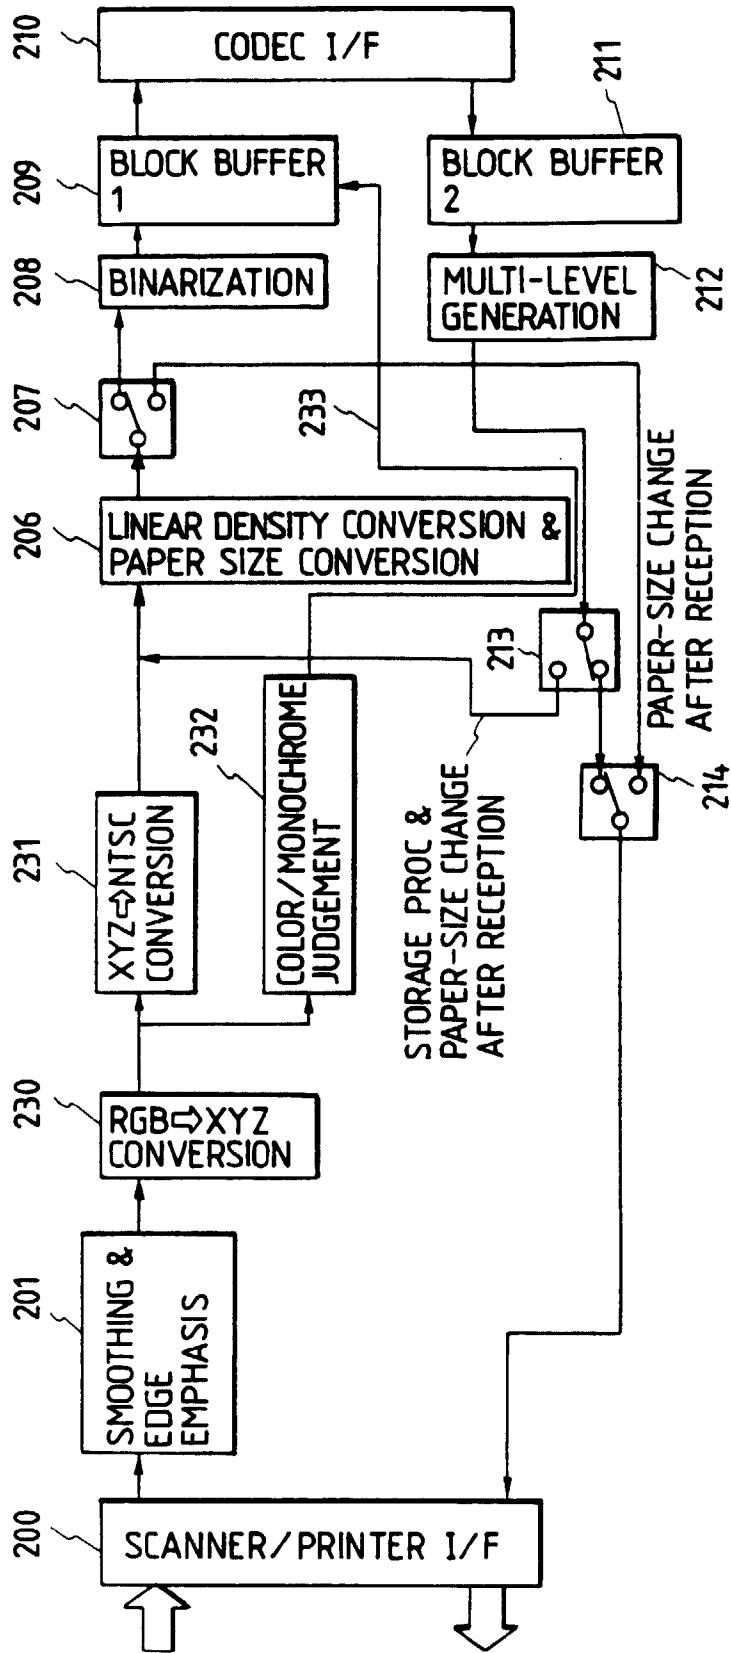 210
CODEC I/F
211
209
BLOCK BUFFER
1
BLOCK BUFFER
2
208
BINARIZATION
MULTI-LEVEL
GENERATION
212
207
233
206
LINEAR DENSITY CONVERSION &
PAPER SIZE CONVERSION
PAPER-SIZE CHANGE
AFTER RECEPTION
213
214
232
COLOR/MONOCHROME
JUDGEMENT
231
XYZ⇨NTSC
CONVERSION
STORAGE PROC &
PAPER-SIZE CHANGE
AFTER RECEPTION
230
RGB⇨XYZ
CONVERSION
201
SMOOTHING &
EDGE
EMPHASIS
200
SCANNER/PRINTER I/F